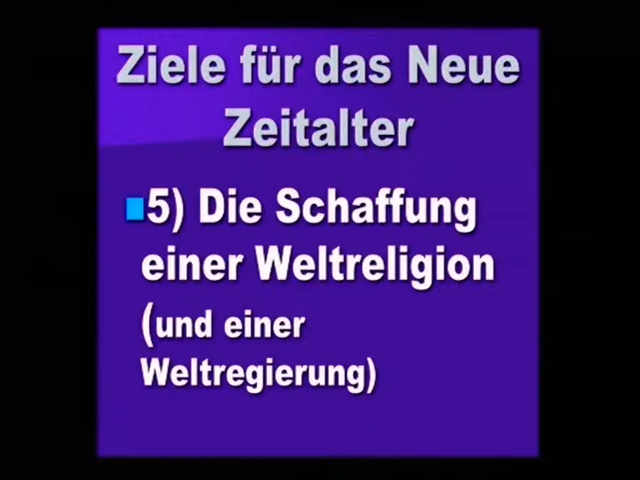 Ziele für das Neue
Zeitalter
5) Die Schaffung
einer Weltreligion
(und einer
Weltregierung)